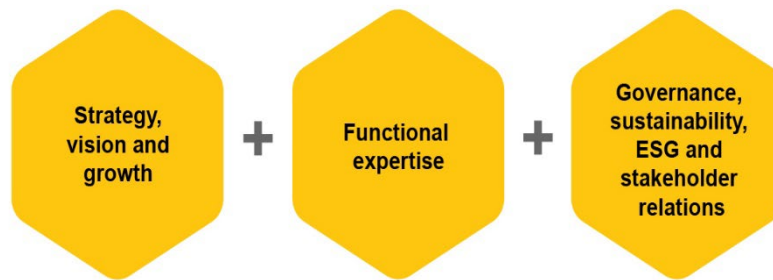 Strategy,
vision and
growth
+
Functional
expertise
+
Governance,
sustainability,
ESG and
stakeholder
relations